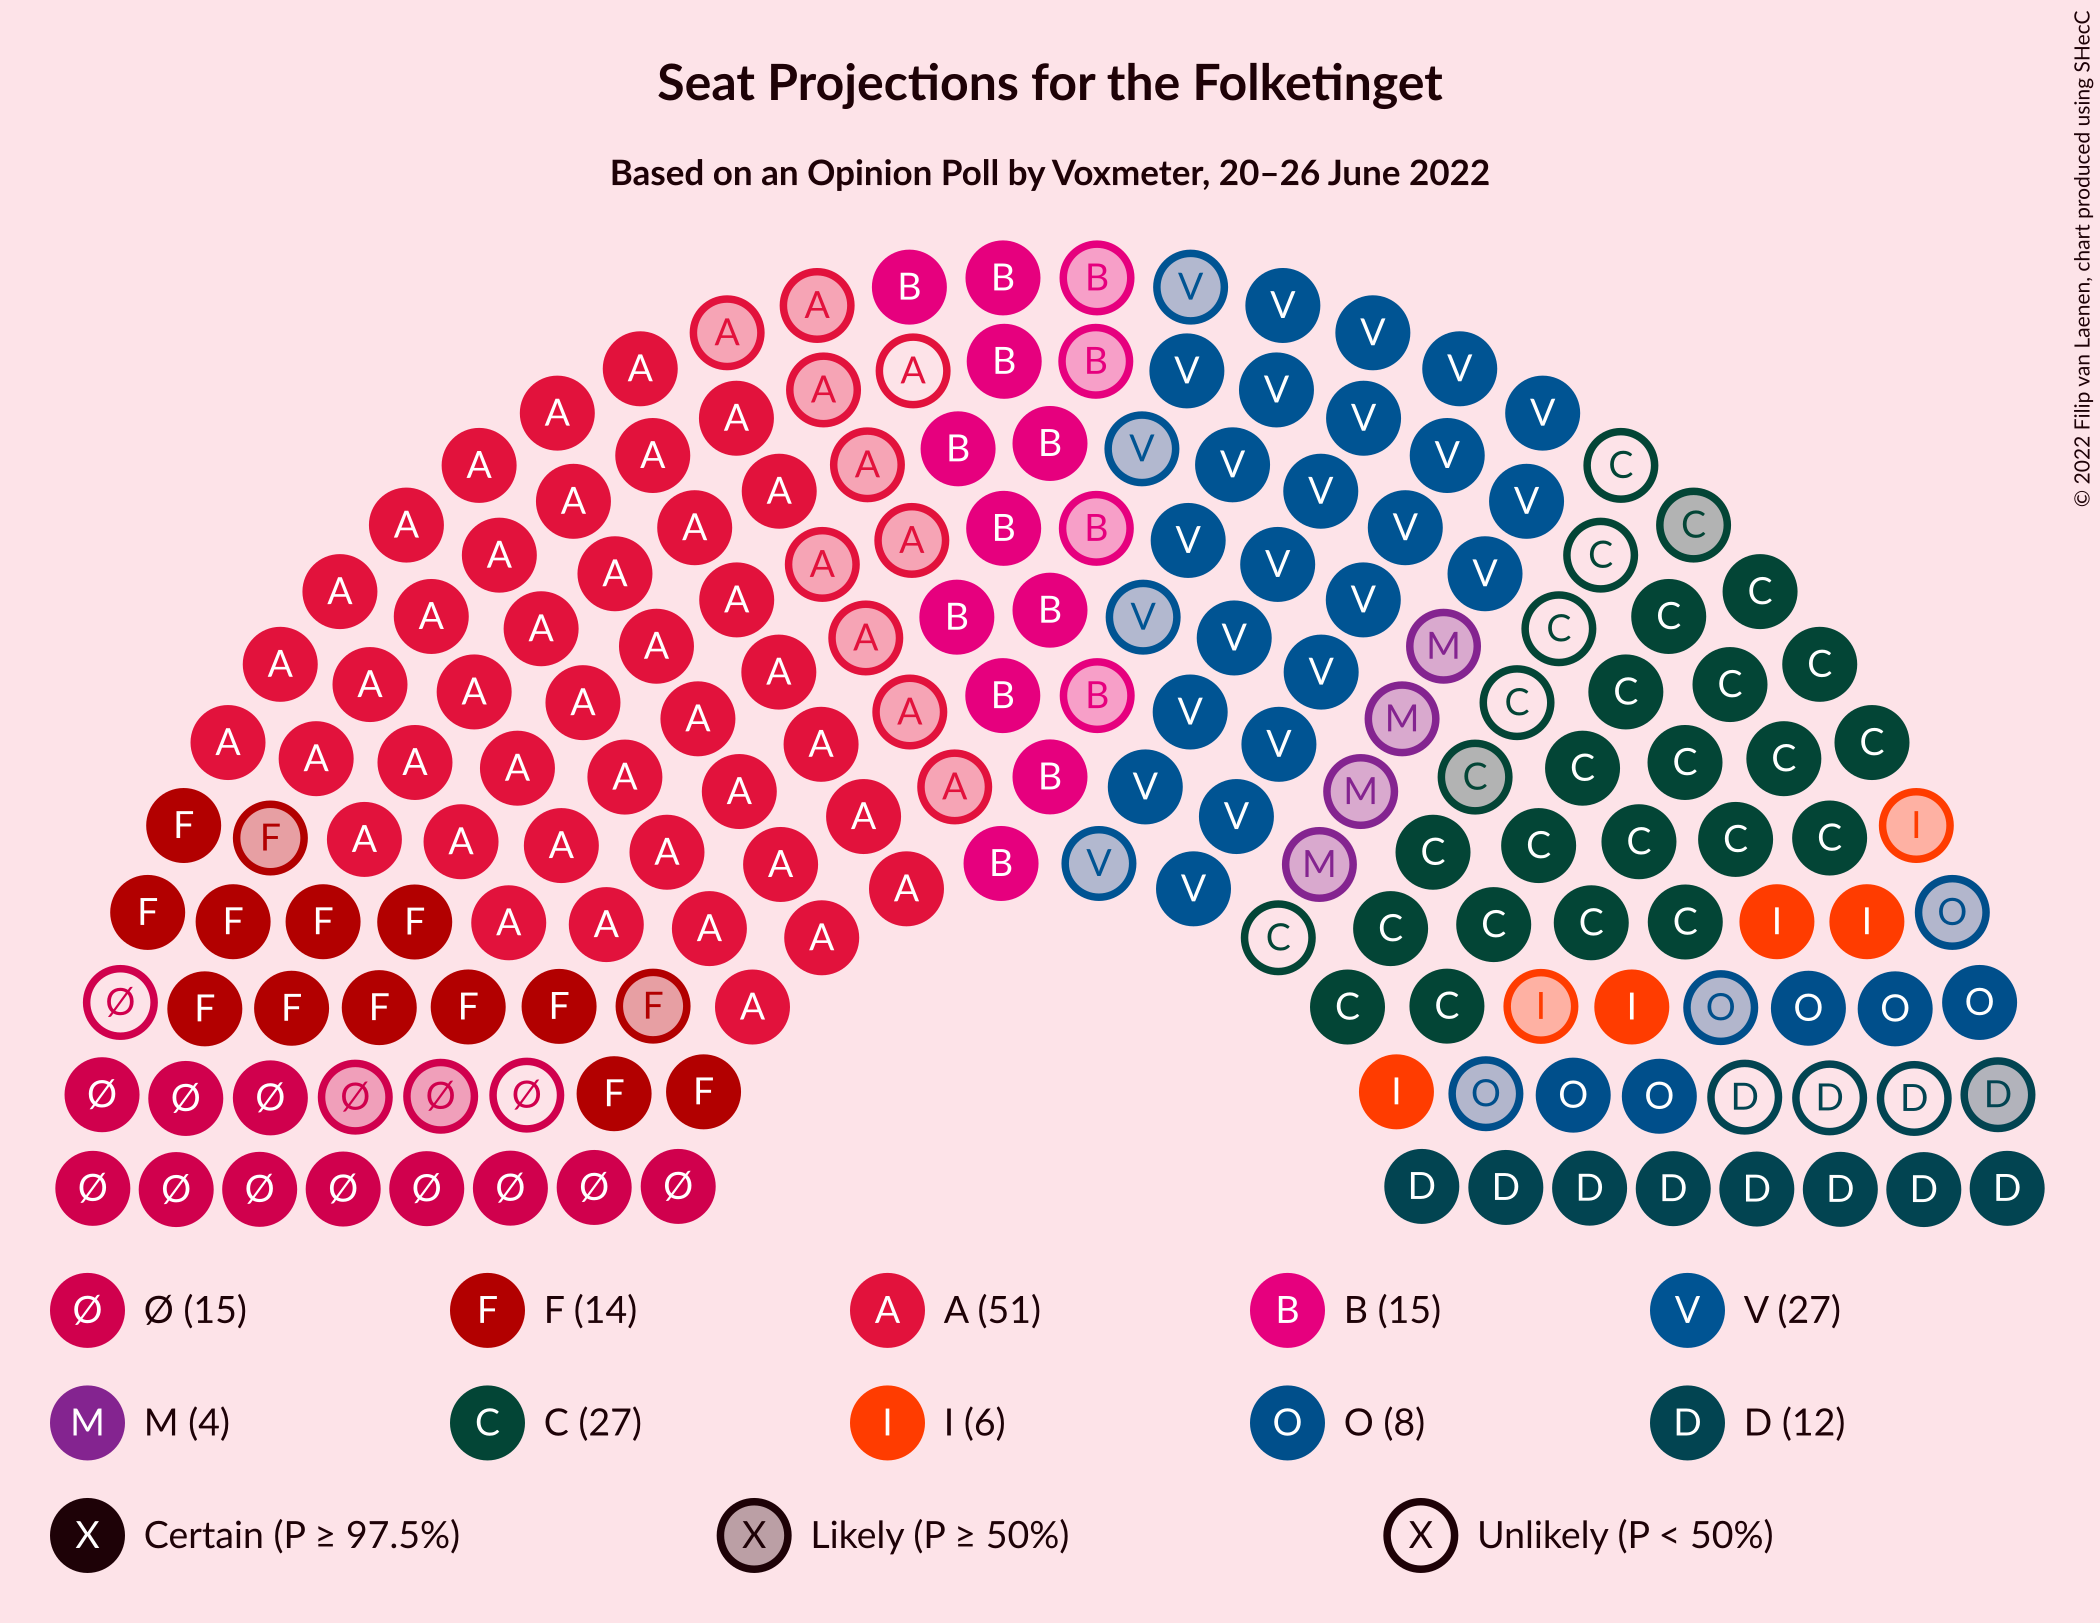 Seat Projections for the Folketinget
Based on an Opinion Poll by Voxmeter, 20–26 June 2022
© 2022 Filip van Laenen, chart produced using SHecC
B B B V
A A V V
A A B B V V
A V V
A A B B V V
A A A V V C
A A B B V V
A A A V V C
A A A B B V V V C
A A A V V C
A A A B B V V V C
A A A V V M C
A A A B B V V V C
A A A V M C
A A A B V V M C
A A A V M C
F F A A A A A A B V V M C C C C C I
F F F F A A A A A V C C C C C I I O
Ø F F F F F F A C C I I O O O O
Ø Ø Ø Ø Ø Ø F F I O O O D D D D
Ø Ø Ø Ø Ø Ø Ø Ø D D D D D D D D
Ø Ø (15) F F (14) A A (51) B B (15) V V (27)
M M (4) C C (27) I I (6) O O (8) D D (12)
X Certain (P ≥ 97.5%) X Likely (P ≥ 50%) X Unlikely (P < 50%)